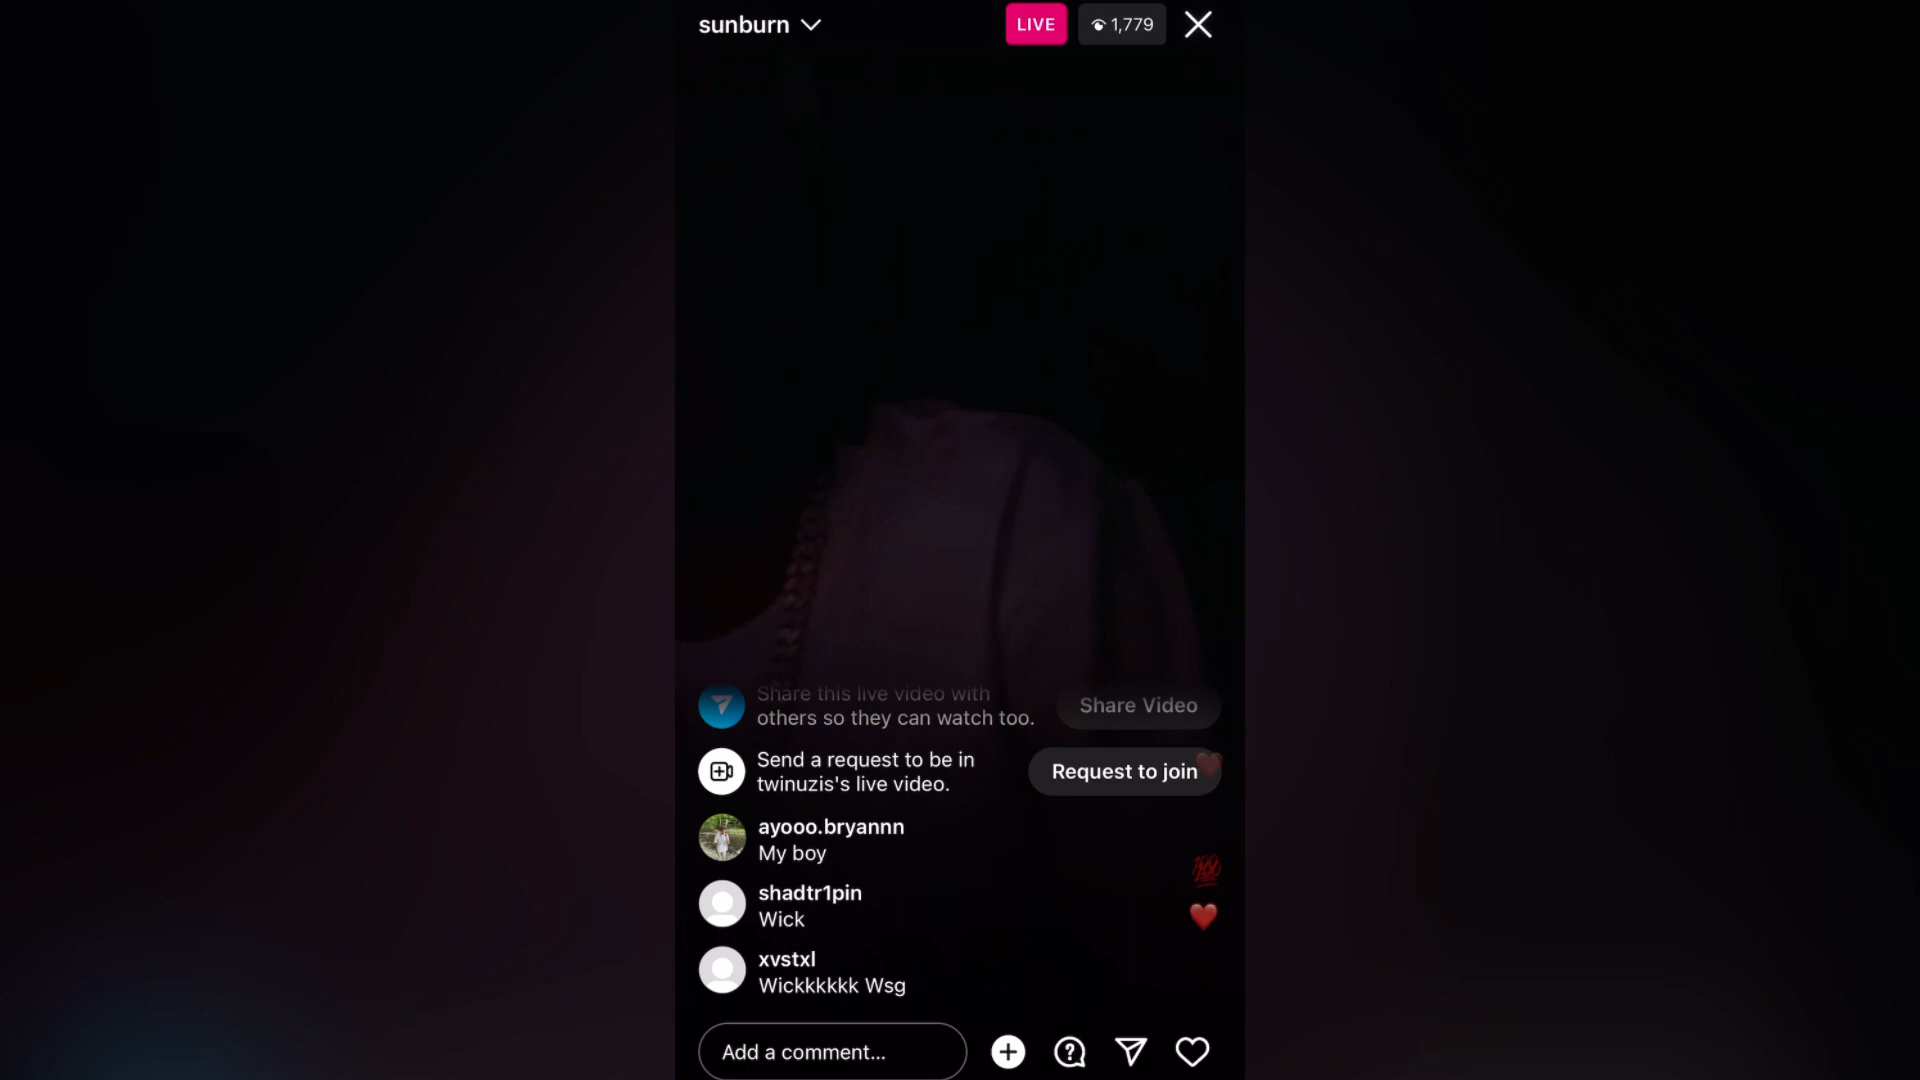 sunburn
LIVE
1,779
Share this live video with
others so they can watch too.
Share Video
Send a request to be in
twinuzis's live video.
Request to join
ayooo.bryannn
My boy
shadtr1pin
Wick
xvstxl
Wickkkkkk Wsg
Add a comment...